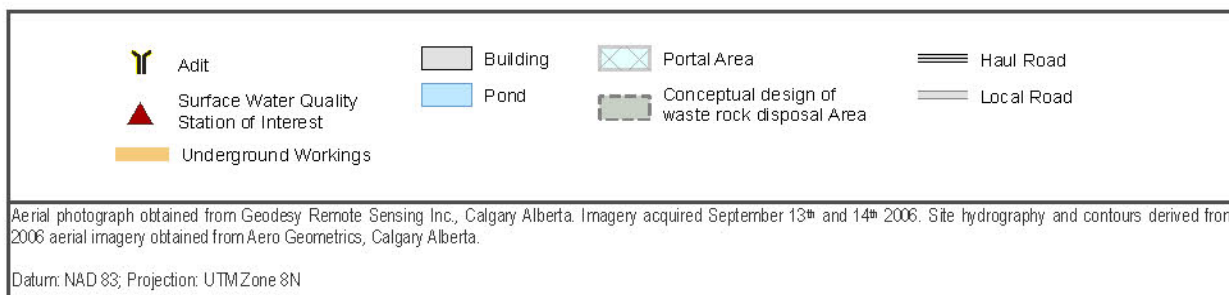 Adit
Surface Water Quality
Station of Interest
Underground Workings
Building
Pond
Portal Area
Conceptual design of
waste rock disposal Area
Haul Road
Local Road
Aerial photograph obtained from Geodesy Remote Sensing Inc., Calgary Alberta. Imagery acquired September 13th and 14th 2006. Site hydrography and contours derived from
2006 aerial imagery obtained from Aero Geometrics, Calgary Alberta.
Datum: NAD 83; Projection: UTM Zone 8N